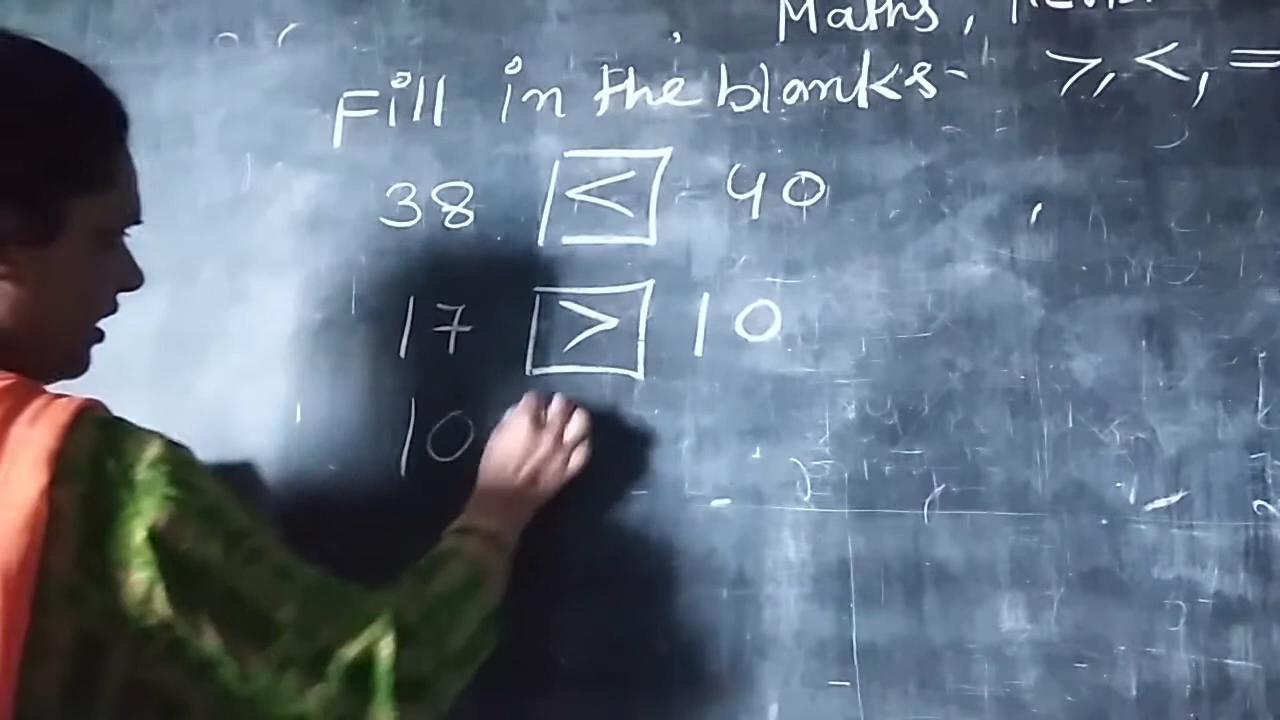 Maths,
Fill in the blanks- >, <, =
38 < 40
17 > 10
10